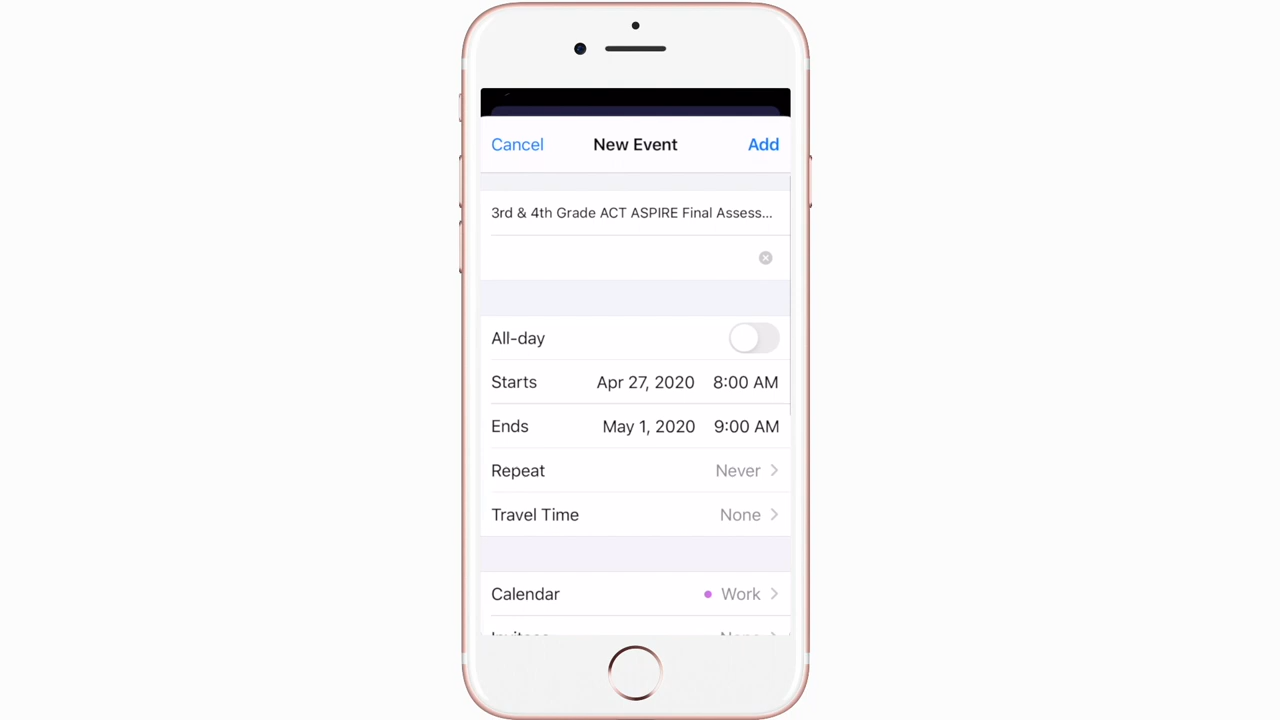 Cancel New Event Add
3rd & 4th Grade ACT ASPIRE Final Assess...
All-day
Starts Apr 27, 2020 8:00 AM
Ends May 1, 2020 9:00 AM
Repeat Never
Travel Time None
Calendar Work